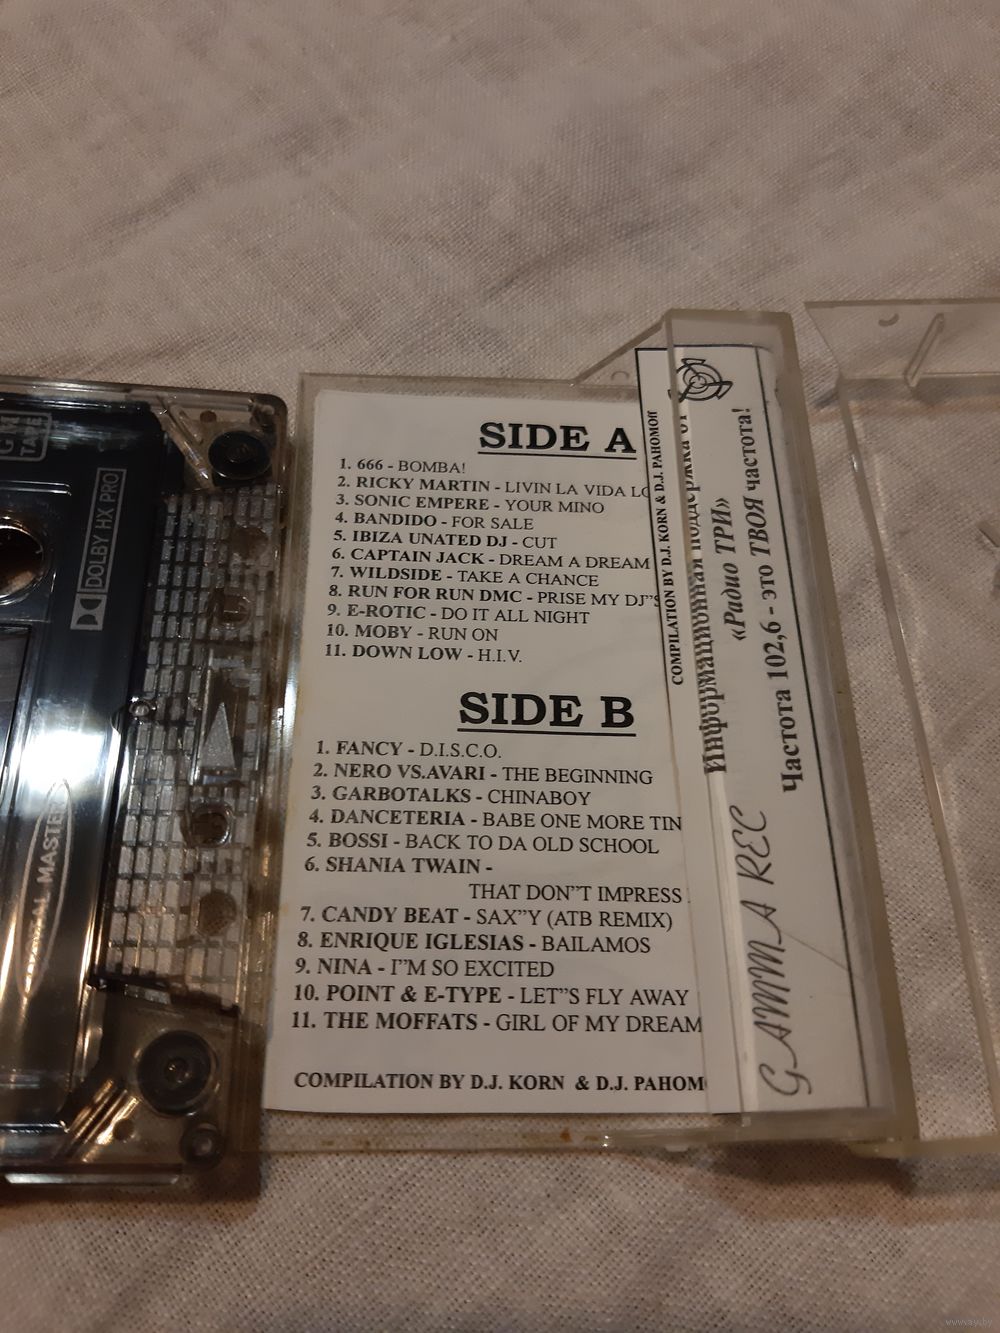 SIDE A
1. 666 - BOMBA!
2. RICKY MARTIN - LIVIN LA VIDA LO
3. SONIC EMPERE - YOUR MINO
4. BANDIDO - FOR SALE
5. IBIZA UNATED DJ - CUT
6. CAPTAIN JACK - DREAM A DREAM
7. WILDSIDE - TAKE A CHANCE
8. RUN FOR RUN DMC - PRISE MY DJ"S
9. E-ROTIC - DO IT ALL NIGHT
10. MOBY - RUN ON
11. DOWN LOW - H.I.V.
SIDE B
1. FANCY - D.I.S.C.O.
2. NERO VS.AVARI - THE BEGINNING
3. GARBOTALKS - CHINABOY
4. DANCETERIA - BABE ONE MORE TIN
5. BOSSI - BACK TO DA OLD SCHOOL
6. SHANIA TWAIN -
THAT DON"T IMPRESS
7. CANDY BEAT - SAX"Y (ATB REMIX)
8. ENRIQUE IGLESIAS - BAILAMOS
9. NINA - I"M SO EXCITED
10. POINT & E-TYPE - LET"S FLY AWAY
11. THE MOFFATS - GIRL OF MY DREAM
COMPILATION BY D.J. KORN & D.J. PAHOM
COMPILATION BY D.J. KORN & D.J. PAHOMOff
Информационная поддержка от
«Радио ТРИ»
Частота 102,6 - это ТВОЯ частота!
GAMMA REC
DOLBY HX PRO
TAPE
MASTER
www.ay.by